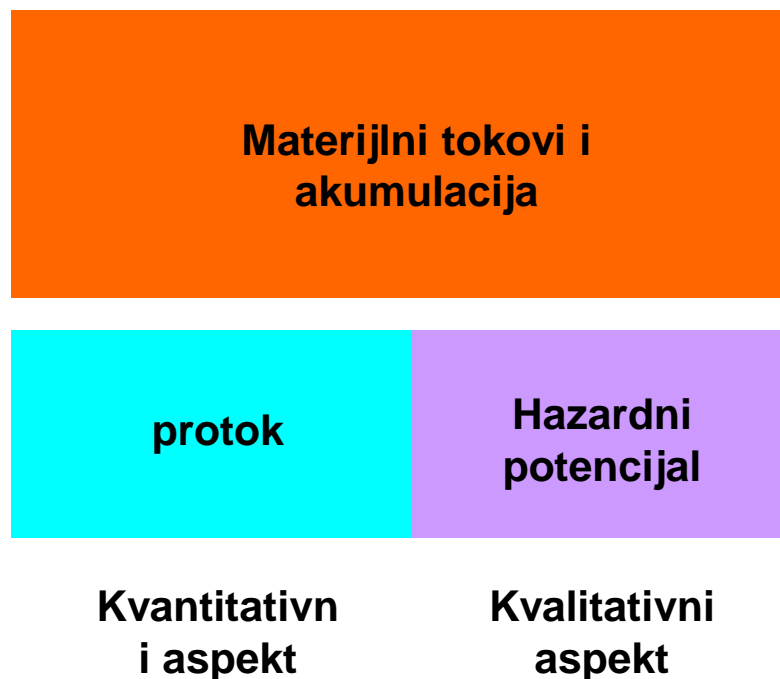 Materijlni tokovi i
akumulacija
protok
Hazardni
potencijal
Kvantitativn
i aspekt
Kvalitativni
aspekt